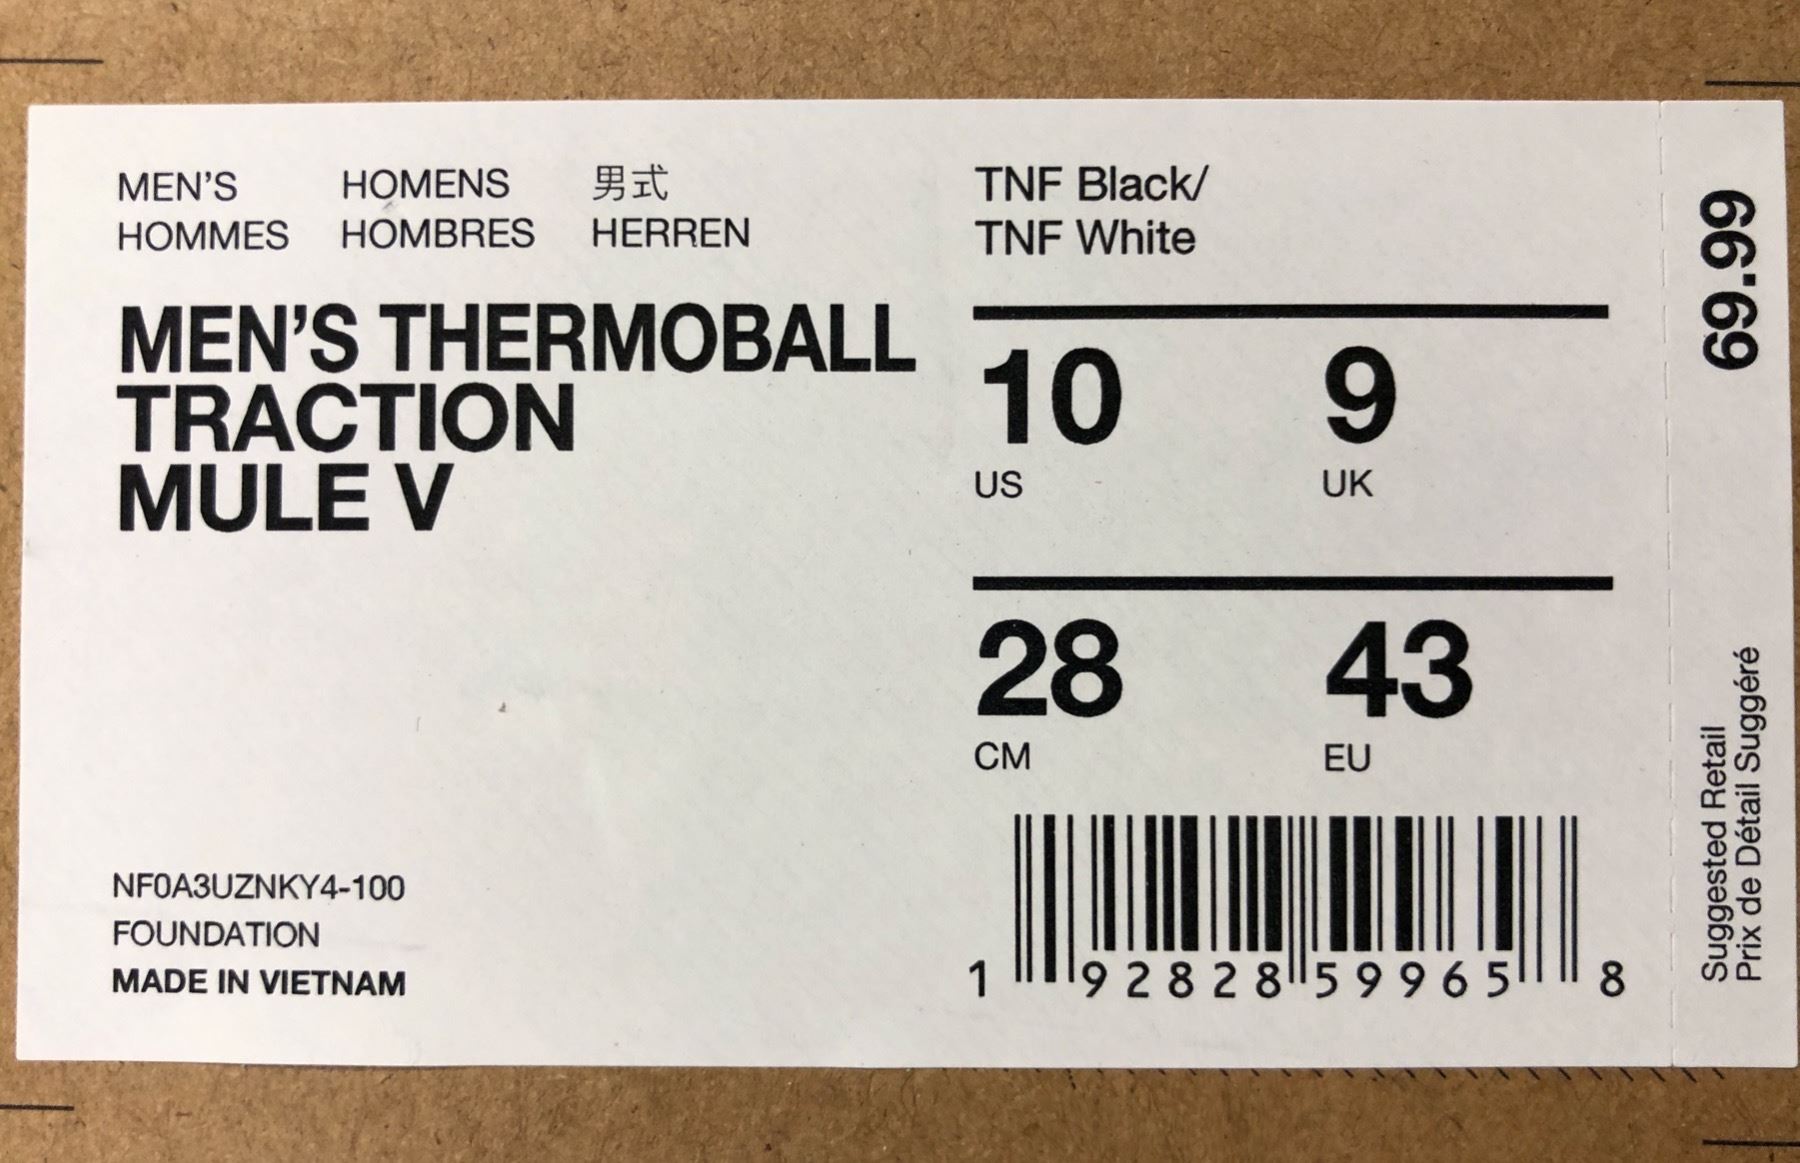 MEN'S HOMENS 男式
HOMMES HOMBRES HERREN
MEN'S THERMOBALL
TRACTION
MULE V
NF0A3UZNKY4-100
FOUNDATION
MADE IN VIETNAM
TNF Black/
TNF White
10 9
US UK
28 43
CM EU
1 92828 59965 8
69.99
Suggested Retail
Prix de Détail Suggéré